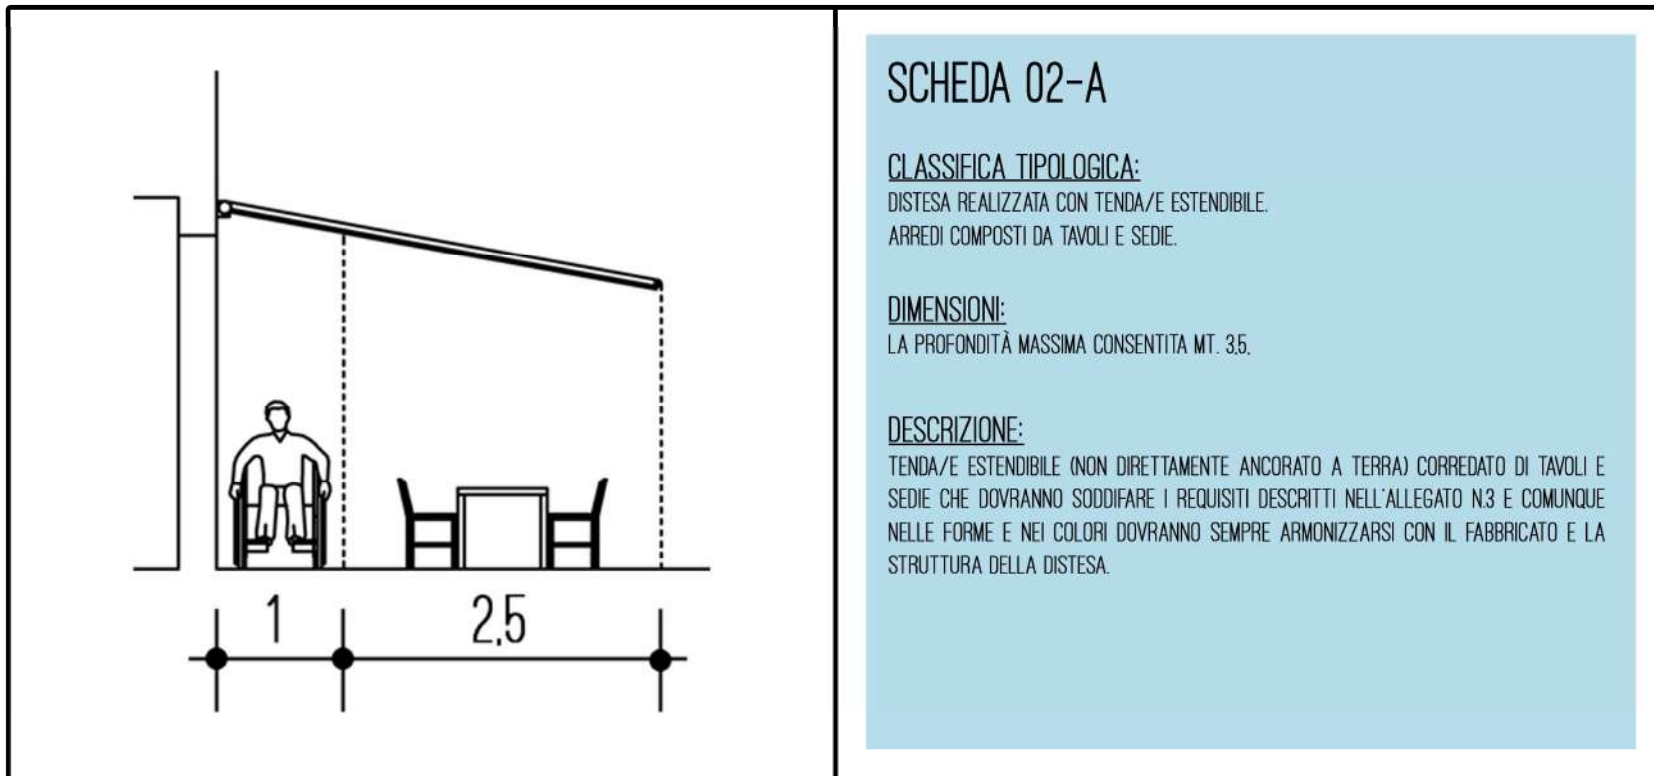 SCHEDA 02-A
CLASSIFICA TIPOLOGICA:
DISTESA REALIZZATA CON TENDA/E ESTENDIBILE.
ARREDI COMPOSTI DA TAVOLI E SEDIE.
DIMENSIONI:
LA PROFONDITÀ MASSIMA CONSENTITA MT. 3,5.
DESCRIZIONE:
TENDA/E ESTENDIBILE (NON DIRETTAMENTE ANCORATO A TERRA) CORREDATO DI TAVOLI E
SEDIE CHE DOVRANNO SODDIFARE I REQUISITI DESCRITTI NELL'ALLEGATO N.3 E COMUNQUE
NELLE FORME E NEI COLORI DOVRANNO SEMPRE ARMONIZZARSI CON IL FABBRICATO E LA
STRUTTURA DELLA DISTESA.
1 2,5